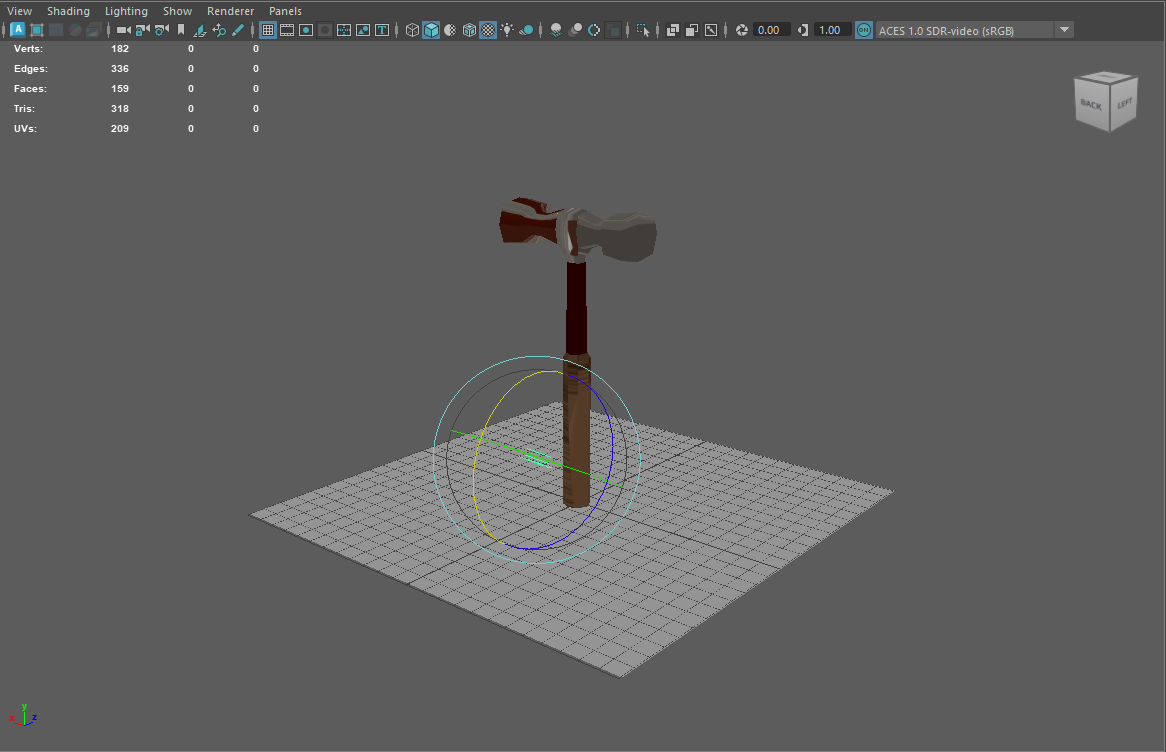 View Shading Lighting Show Renderer Panels
0.00 1.00 ON ACES 1.0 SDR-video (sRGB)
Verts: 182 0 0
Edges: 336 0 0
Faces: 159 0 0
Tris: 318 0 0
UVs: 209 0 0
BACK LEFT
y
x z